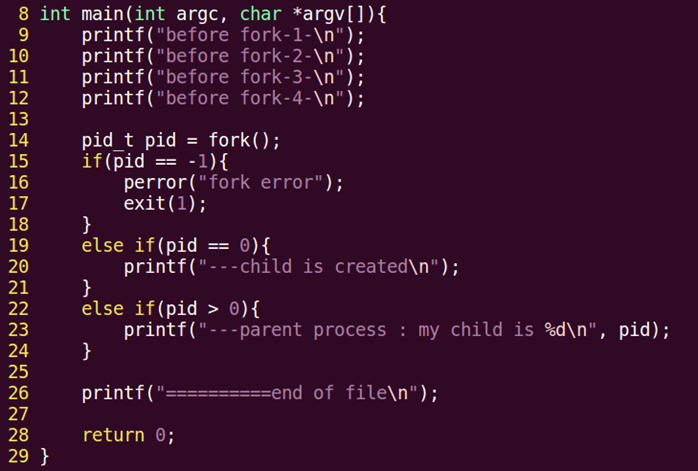 8 int main(int argc, char *argv[]){
9     printf("before fork-1-\n");
10     printf("before fork-2-\n");
11     printf("before fork-3-\n");
12     printf("before fork-4-\n");
13
14     pid_t pid = fork();
15     if(pid == -1){
16         perror("fork error");
17         exit(1);
18     }
19     else if(pid == 0){
20         printf("---child is created\n");
21     }
22     else if(pid > 0){
23         printf("---parent process : my child is %d\n", pid);
24     }
25
26     printf("==========end of file\n");
27
28     return 0;
29 }